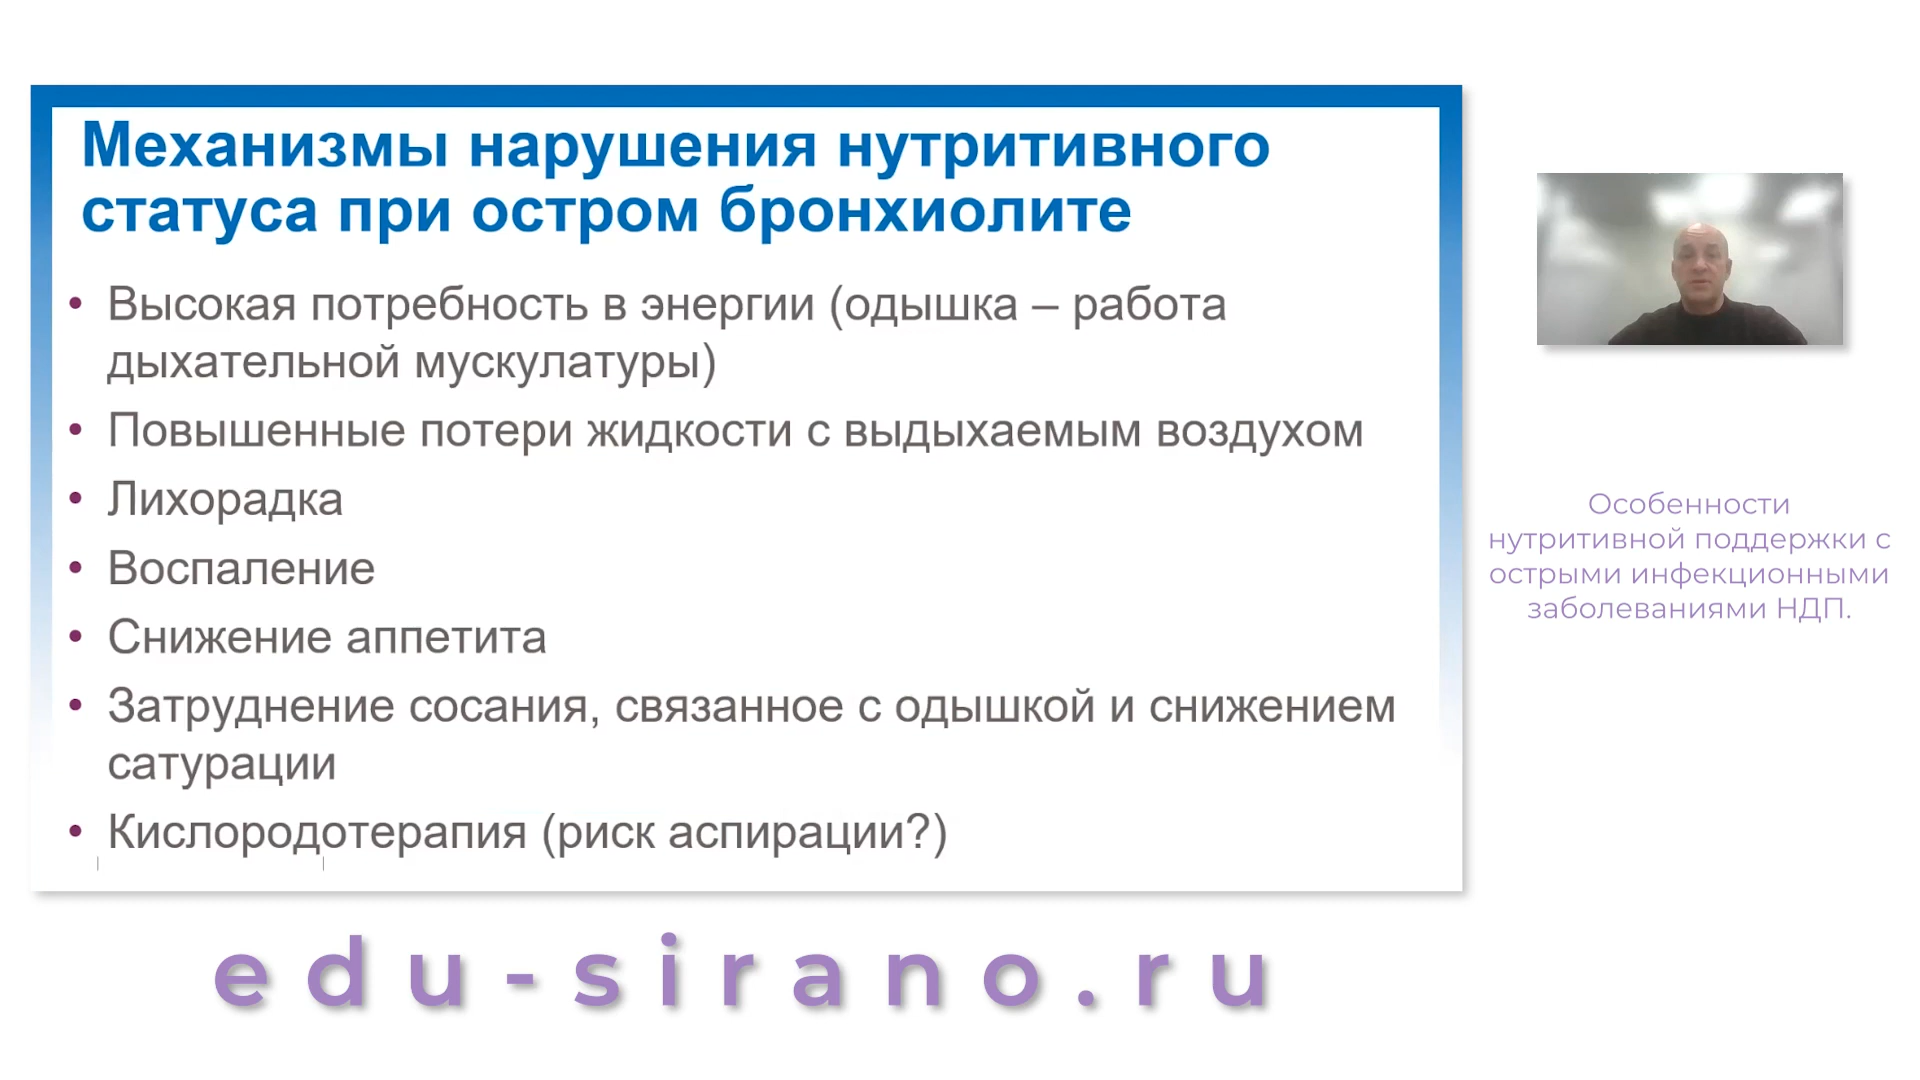 Механизмы нарушения нутритивного
статуса при остром бронхиолите
• Высокая потребность в энергии (одышка – работа
дыхательной мускулатуры)
• Повышенные потери жидкости с выдыхаемым воздухом
• Лихорадка
• Воспаление
• Снижение аппетита
• Затруднение сосания, связанное с одышкой и снижением
сатурации
• Кислородотерапия (риск аспирации?)
Особенности
нутритивной поддержки с
острыми инфекционными
заболеваниями НДП.
edu-sirano.ru